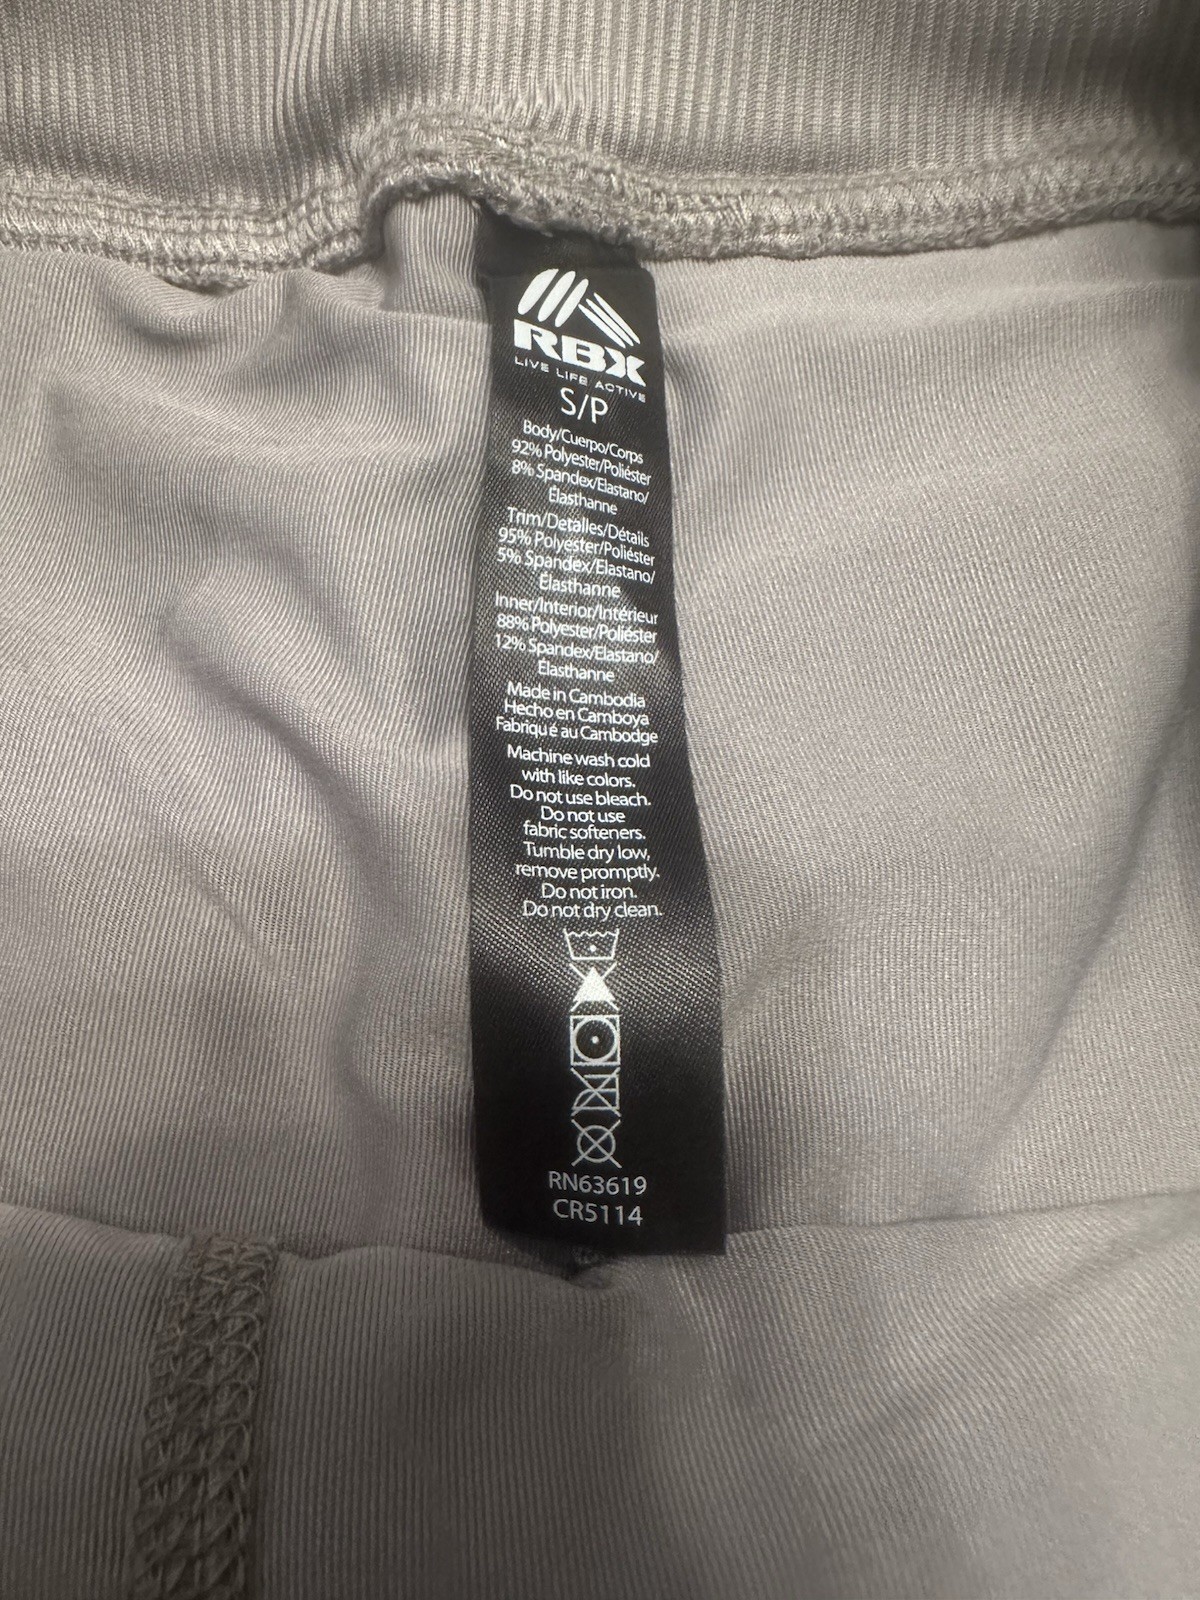 RBX
LIVE LIFE ACTIVE
S/P
Body/Cuerpo/Corps
92% Polyester/Poliéster
8% Spandex/Elastano/
Élasthanne
Trim/Detalles/Détails
95% Polyester/Poliéster
5% Spandex/Elastano/
Élasthanne
Inner/Interior/Intérieur
88% Polyester/Poliéster
12% Spandex/Elastano/
Élasthanne
Made in Cambodia
Hecho en Camboya
Fabriqué au Cambodge
Machine wash cold
with like colors.
Do not use bleach.
Do not use
fabric softeners.
Tumble dry low,
remove promptly.
Do not iron.
Do not dry clean.
RN63619
CR5114